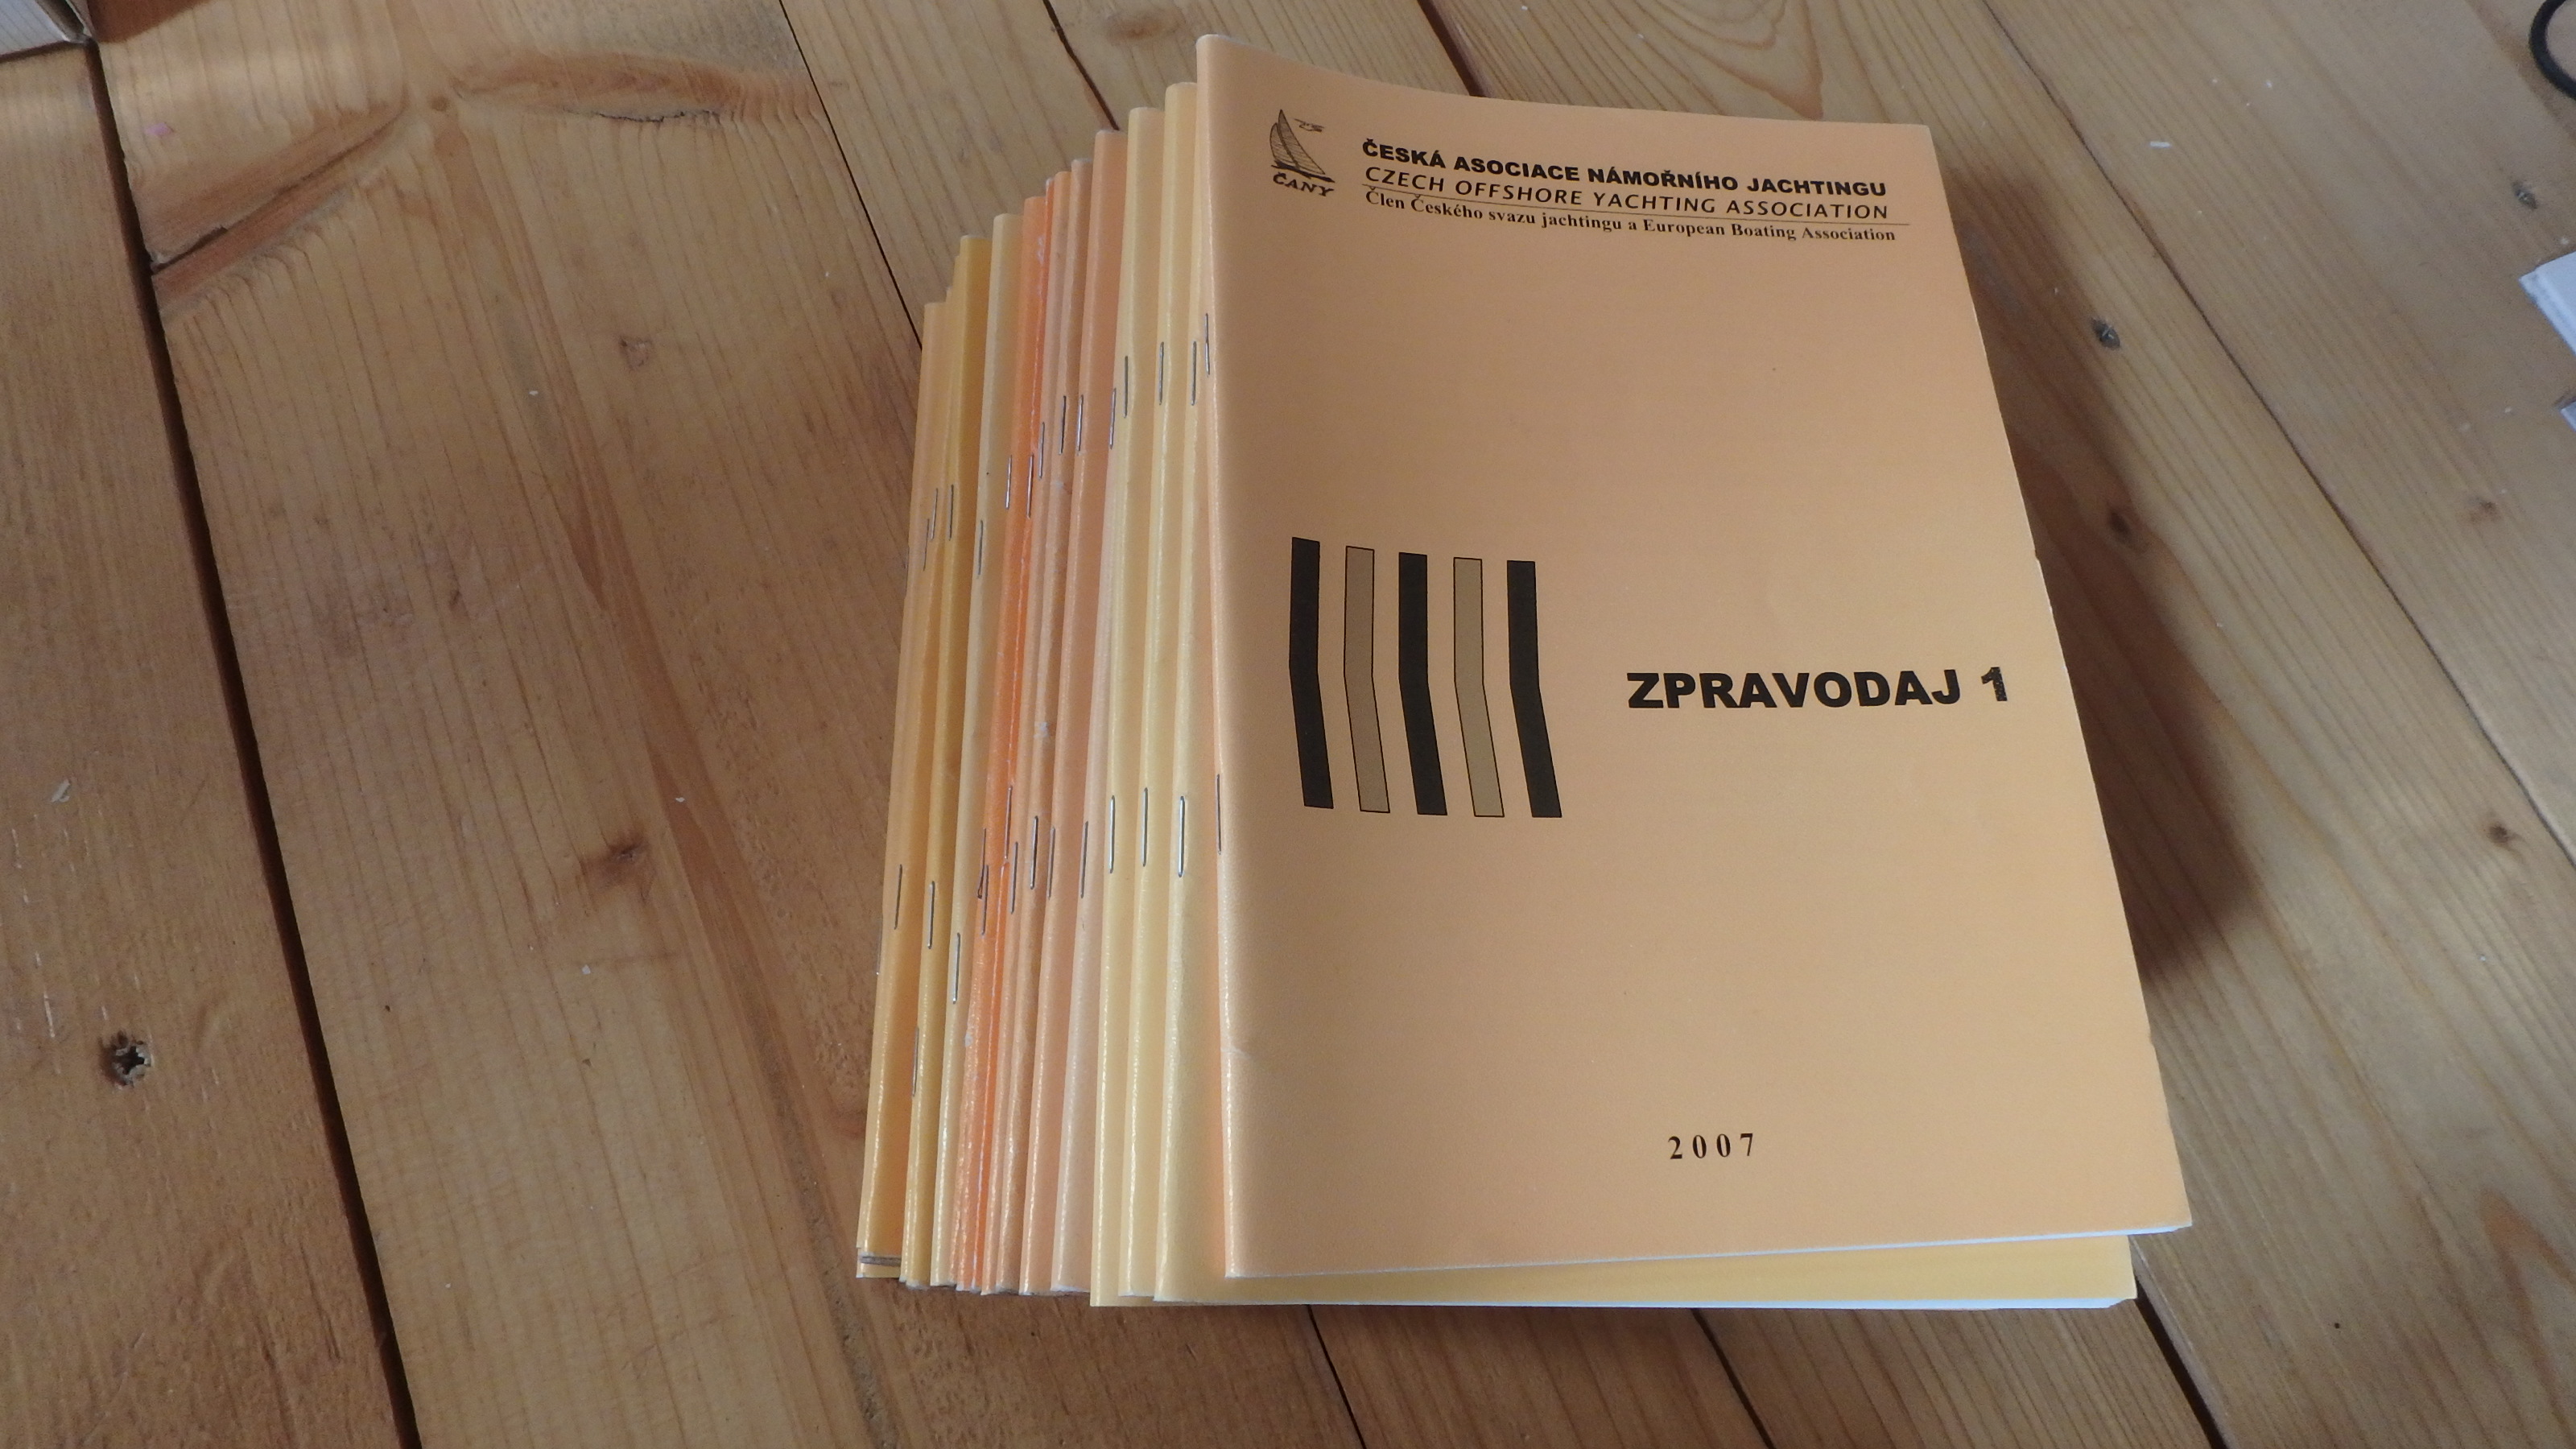 ČANY
ČESKÁ ASOCIACE NÁMOŘNÍHO JACHTINGU
CZECH OFFSHORE YACHTING ASSOCIATION
Člen Českého svazu jachtingu a European Boating Association
ZPRAVODAJ 1
2007